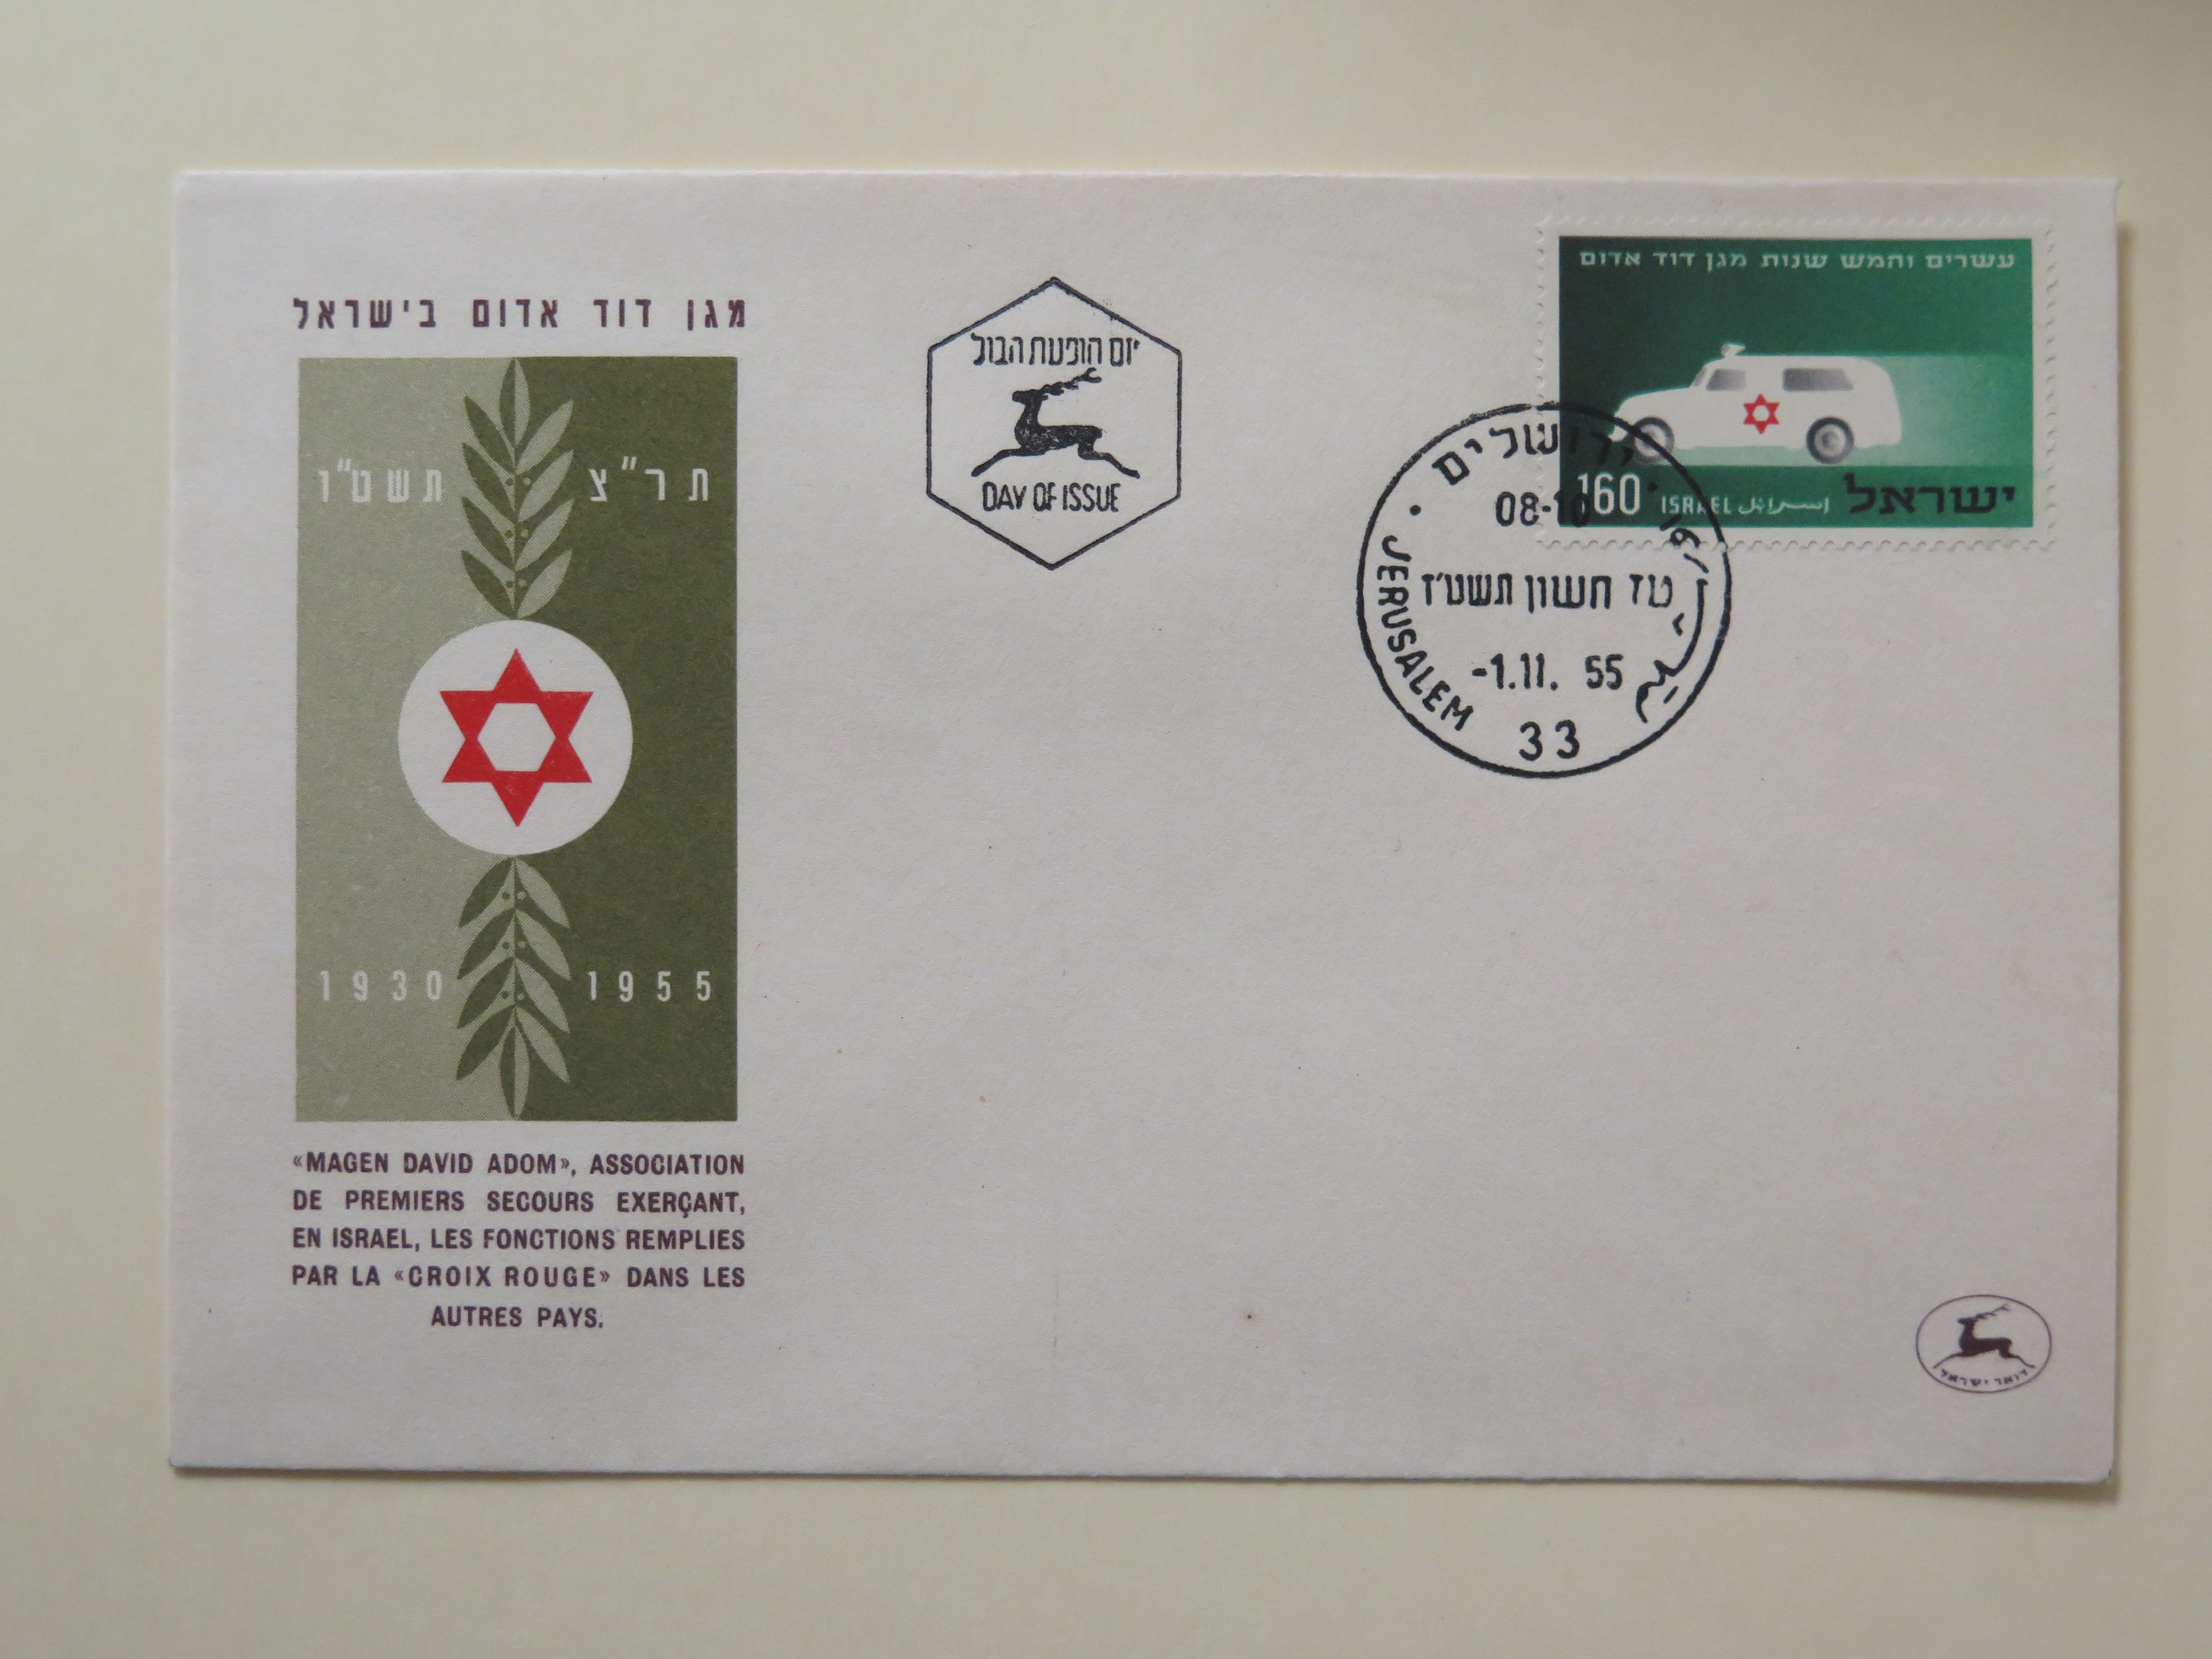 מגן דוד אדום בישראל
תר"צ תשט"ו
1930 1955
«MAGEN DAVID ADOM», ASSOCIATION
DE PREMIERS SECOURS EXERÇANT,
EN ISRAEL, LES FONCTIONS REMPLIES
PAR LA «CROIX ROUGE» DANS LES
AUTRES PAYS.
יום הופעת הבול
DAY OF ISSUE
עשרים וחמש שנות מגן דוד אדום
160 ISRAEL اسرائيل ישראל
ירושלים
08-10
טז חשון תשט'ז
-1.11. 55
JERUSALEM
33
דואר ישראל